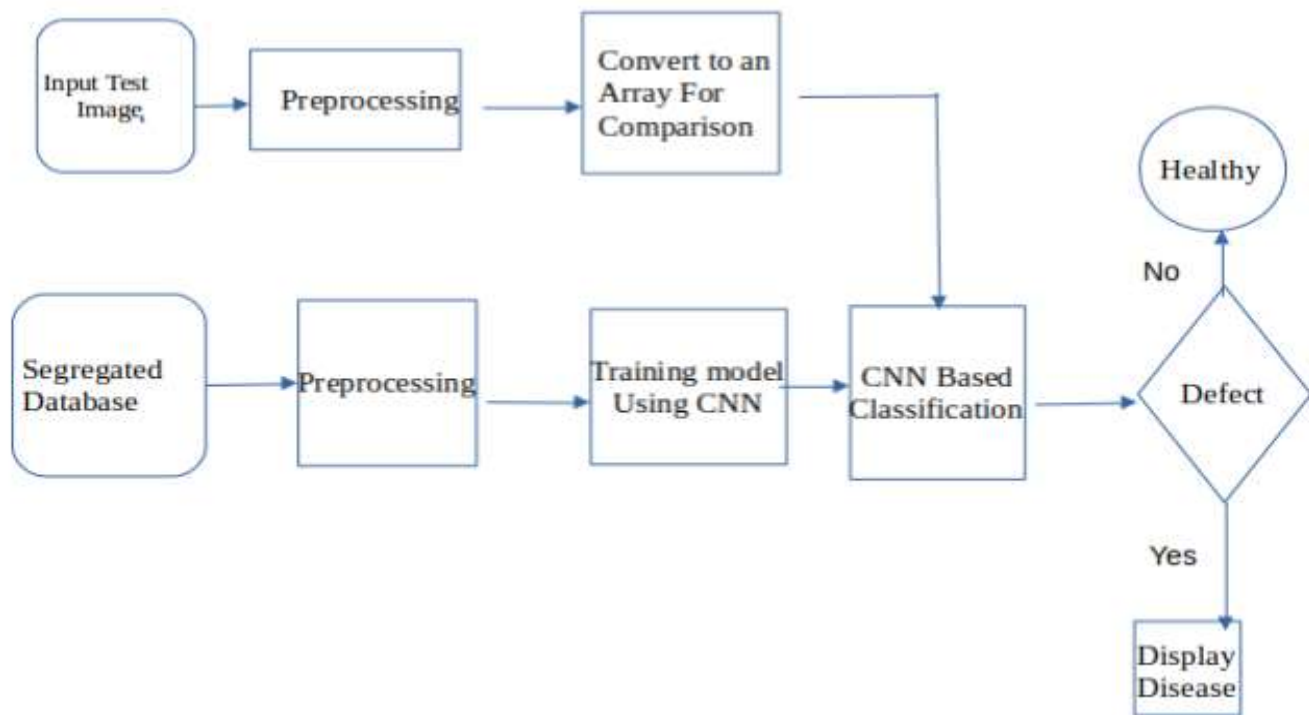 Input Test
Image,
Preprocessing
Convert to an
Array For
Comparison
Healthy
No
Segregated
Database
Preprocessing
Training model
Using CNN
CNN Based
Classification
Defect
Yes
Display
Disease